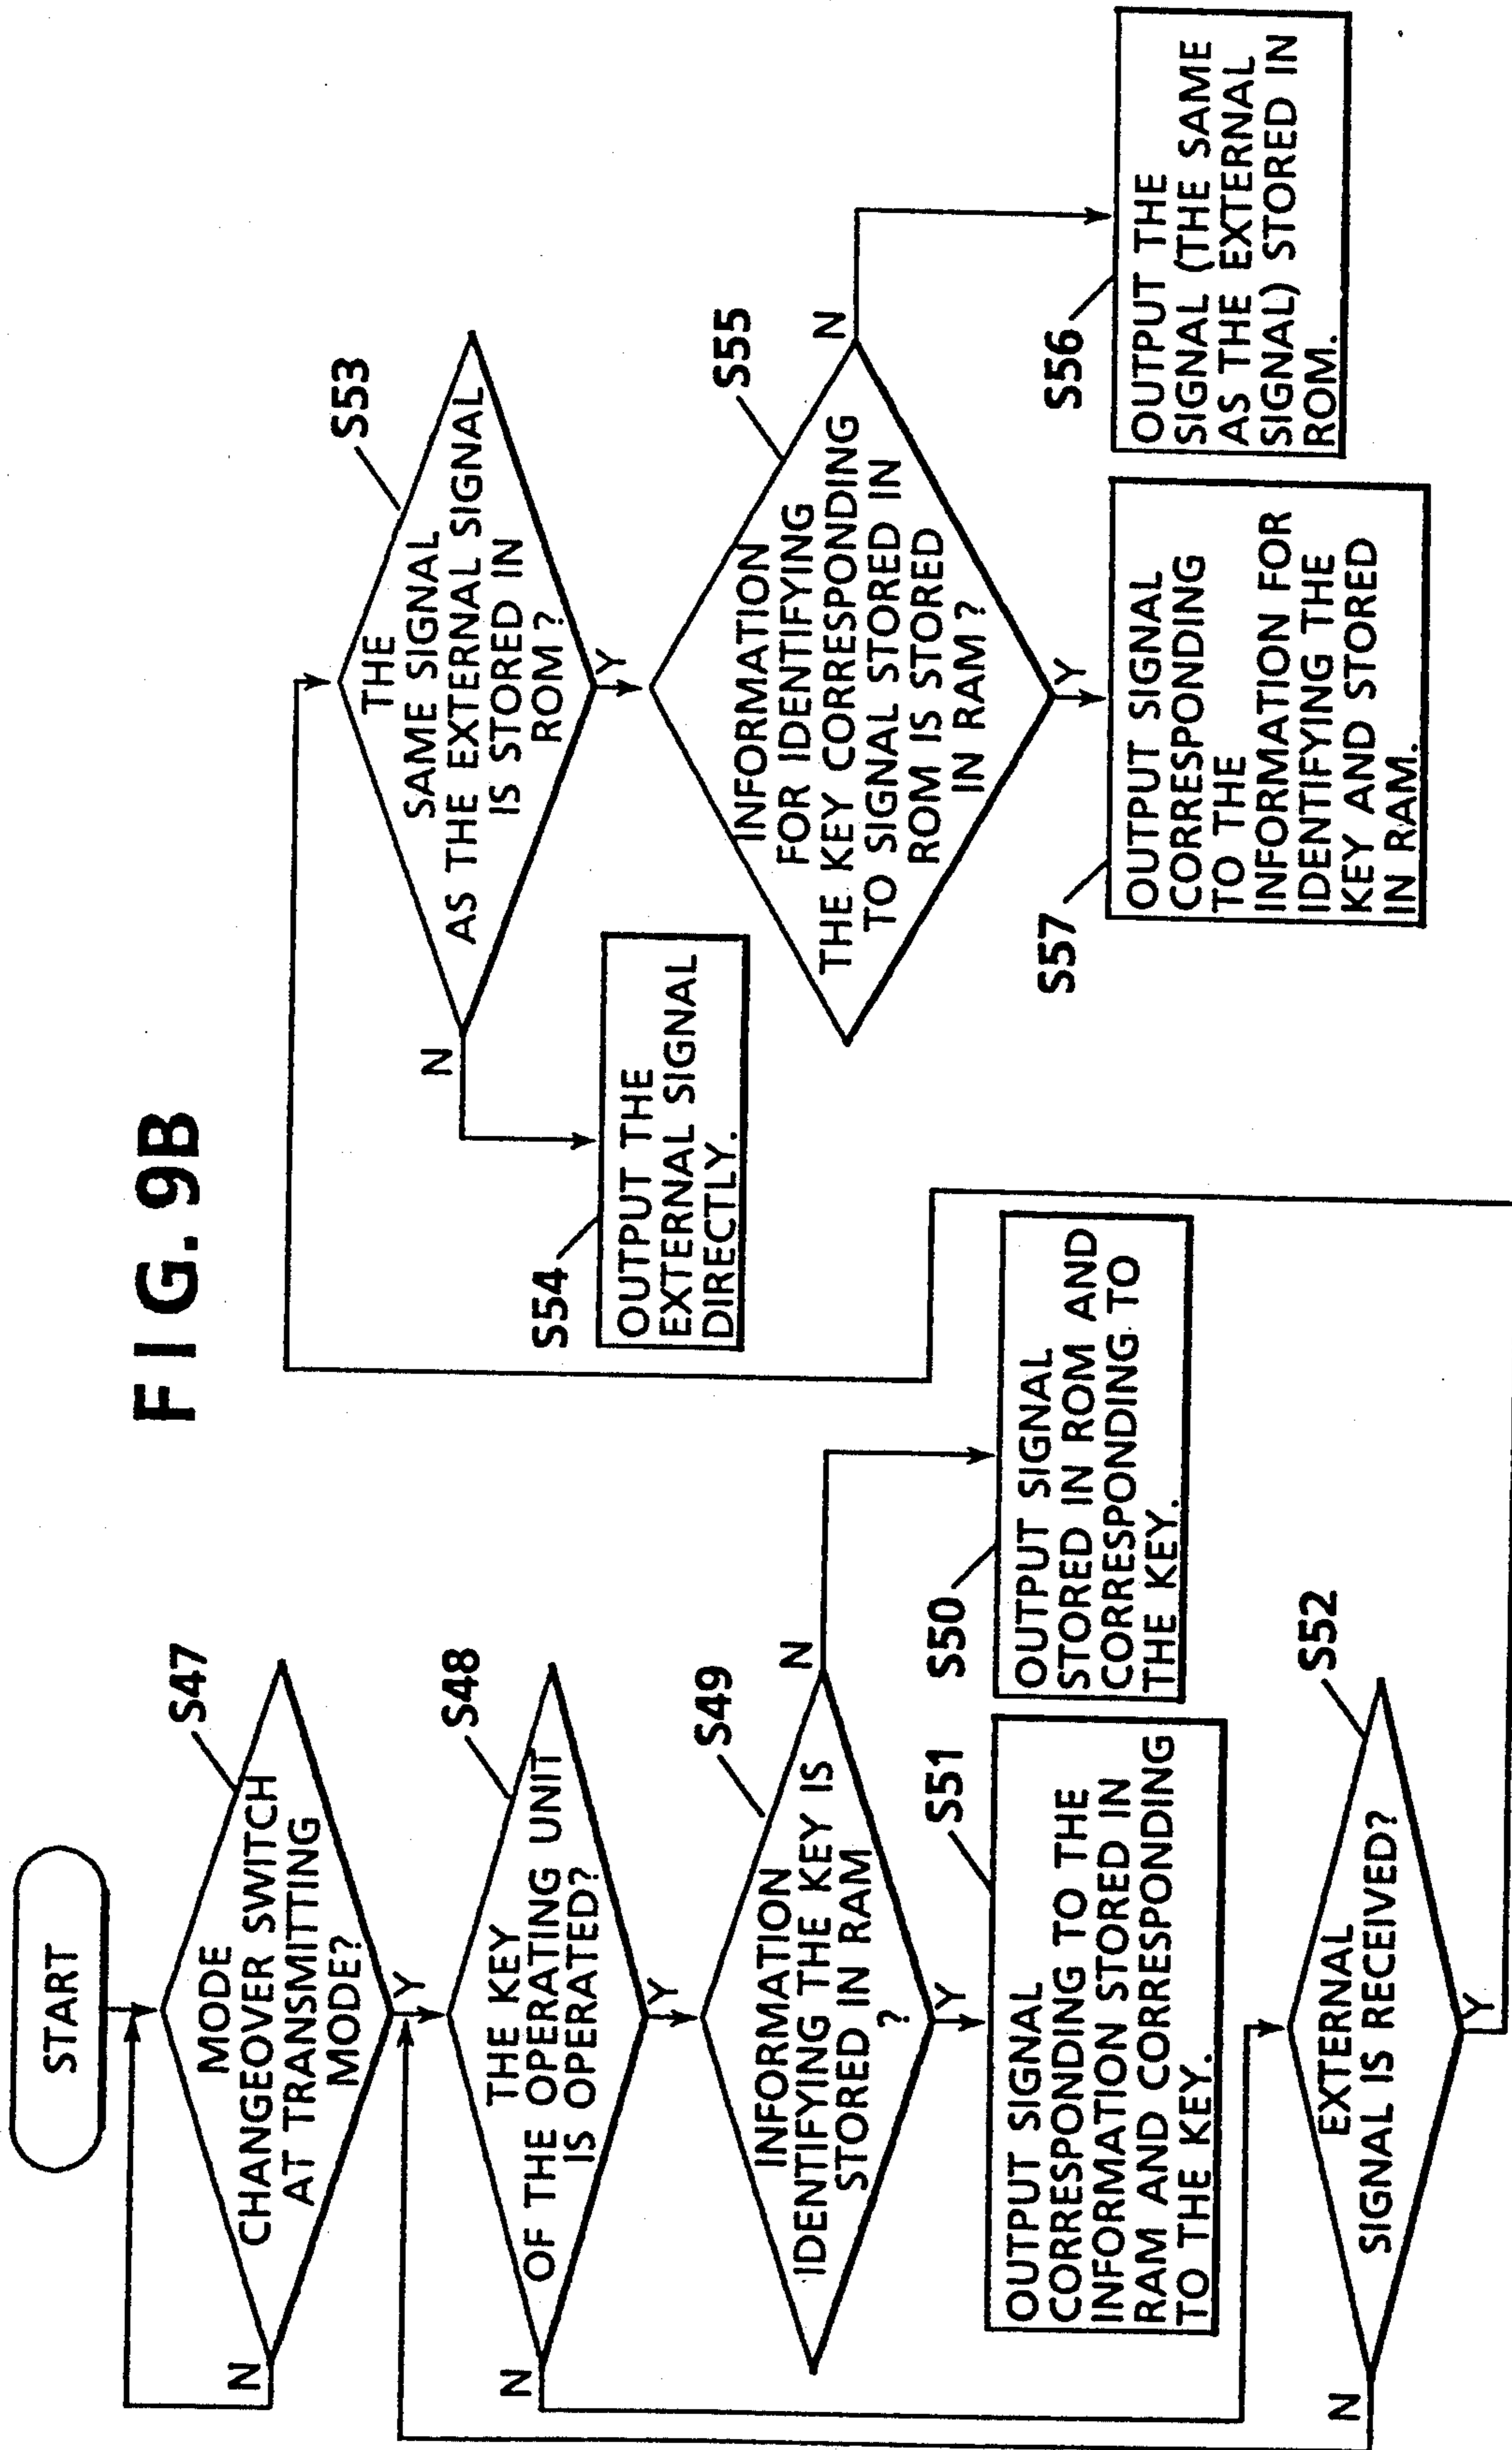 FIG. 9B
START
S47
MODE
CHANGEOVER SWITCH
AT TRANSMITTING
MODE?
N
Y
S48
THE KEY
OF THE OPERATING UNIT
IS OPERATED?
N
Y
S49
INFORMATION
IDENTIFYING THE KEY IS
STORED IN RAM
?
N
Y
S50
OUTPUT SIGNAL
STORED IN ROM AND
CORRESPONDING TO
THE KEY.
S51
OUTPUT SIGNAL
CORRESPONDING TO THE
INFORMATION STORED IN
RAM AND CORRESPONDING
TO THE KEY.
S52
EXTERNAL
SIGNAL IS RECEIVED?
N
Y
S53
THE
SAME SIGNAL
AS THE EXTERNAL SIGNAL
IS STORED IN
ROM?
N
Y
S54
OUTPUT THE
EXTERNAL SIGNAL
DIRECTLY.
S55
INFORMATION
FOR IDENTIFYING
THE KEY CORRESPONDING
TO SIGNAL STORED IN
ROM IS STORED
IN RAM?
N
Y
S56
OUTPUT THE
SIGNAL (THE SAME
AS THE EXTERNAL
SIGNAL) STORED IN
ROM.
S57
OUTPUT SIGNAL
CORRESPONDING
TO THE
INFORMATION FOR
IDENTIFYING THE
KEY AND STORED
IN RAM.